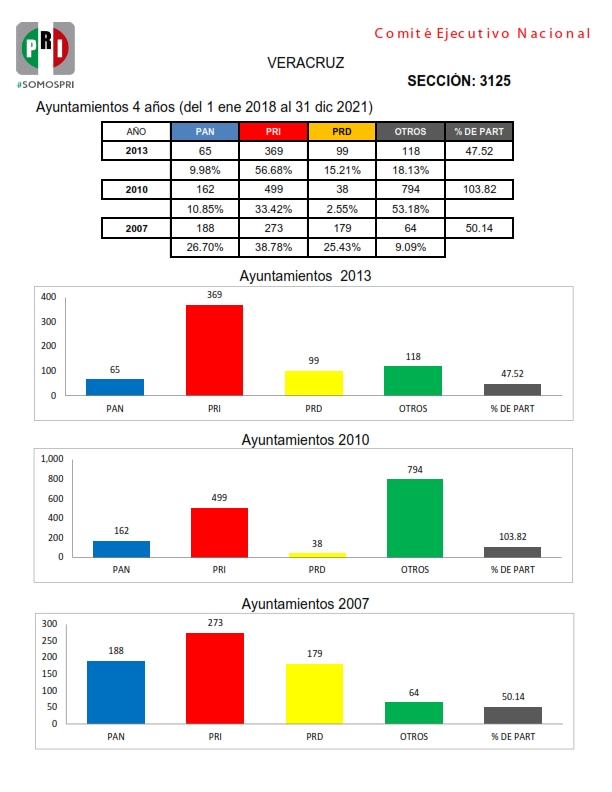 Comité Ejecutivo Nacional
PRI
#SOMOSPRI
VERACRUZ
SECCIÓN: 3125
Ayuntamientos 4 años (del 1 ene 2018 al 31 dic 2021)
AÑO PAN PRI PRD OTROS % DE PART
2013 65 369 99 118 47.52
9.98% 56.68% 15.21% 18.13%
2010 162 499 38 794 103.82
10.85% 33.42% 2.55% 53.18%
2007 188 273 179 64 50.14
26.70% 38.78% 25.43% 9.09%
Ayuntamientos 2013
400
300
200
100
0
65 369 99 118 47.52
PAN PRI PRD OTROS % DE PART
Ayuntamientos 2010
1,000
800
600
400
200
0
162 499 38 794 103.82
PAN PRI PRD OTROS % DE PART
Ayuntamientos 2007
300
250
200
150
100
50
0
188 273 179 64 50.14
PAN PRI PRD OTROS % DE PART